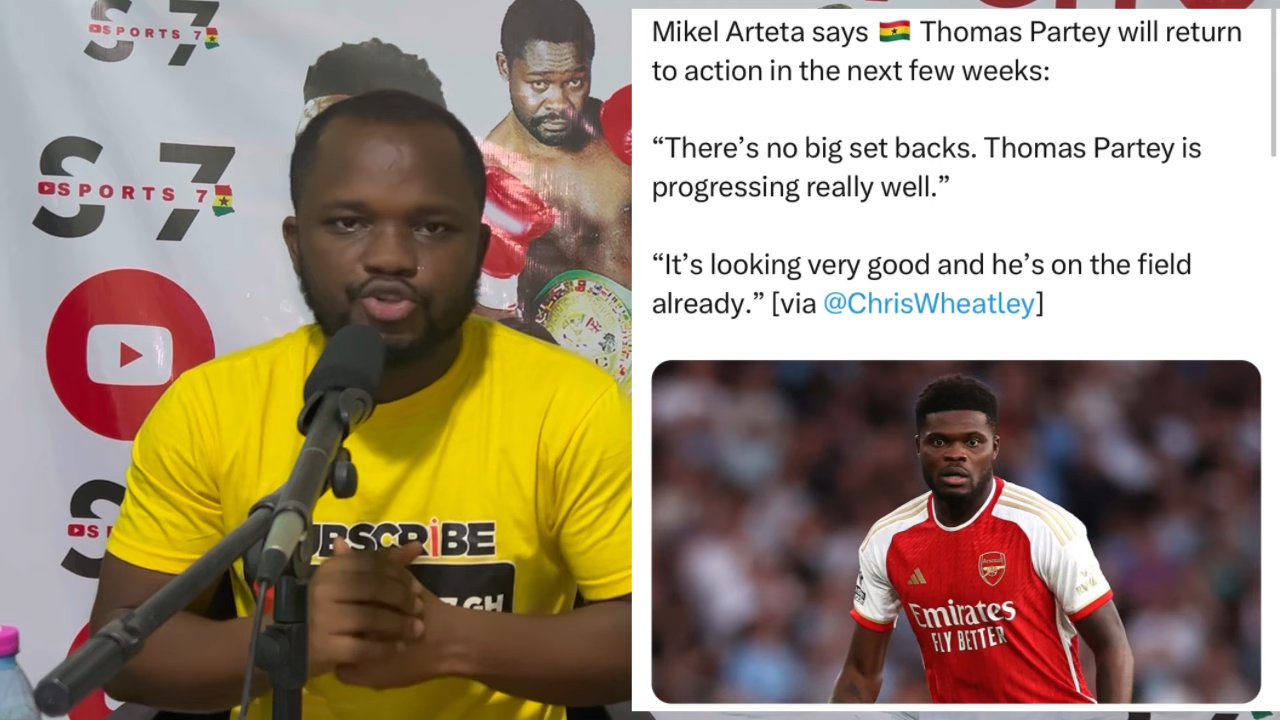 SPORTS 7
S7
SPORTS 7
SUBSCRIBE
Mikel Arteta says 🇬🇭 Thomas Partey will return
to action in the next few weeks:
“There’s no big set backs. Thomas Partey is
progressing really well.”
“It’s looking very good and he’s on the field
already.” [via @ChrisWheatley]
Arsenal
Emirates
FLY BETTER